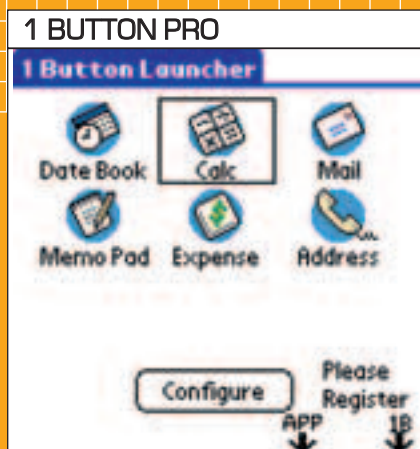 1 BUTTON PRO
1 Button Launcher
Date Book Calc Mail
Memo Pad Expense Address
Please
Configure Register
APP 1B